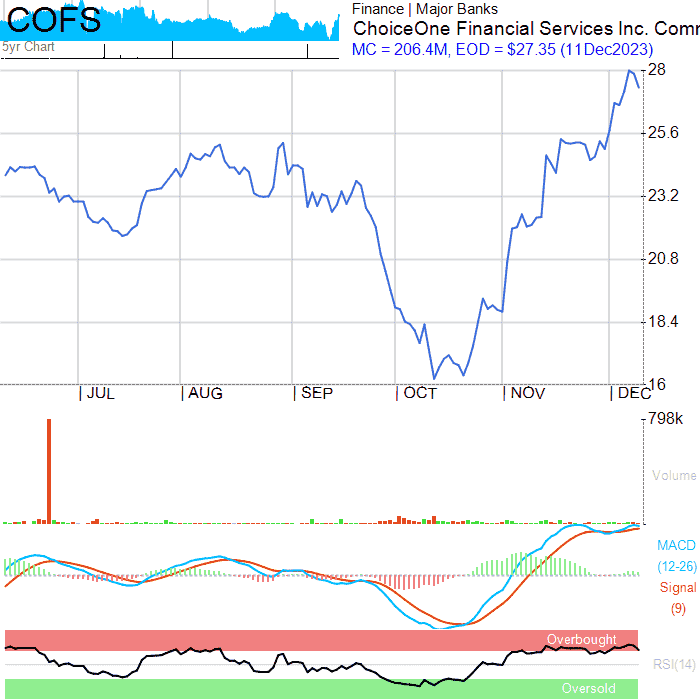 COFS
5yr Chart
Finance | Major Banks
ChoiceOne Financial Services Inc. Comm
MC = 206.4M, EOD = $27.35 (11Dec2023)
28
25.6
23.2
20.8
18.4
16
JUL
AUG
SEP
OCT
NOV
DEC
798k
Volume
MACD
(12-26)
Signal
(9)
Overbought
RSI(14)
Oversold